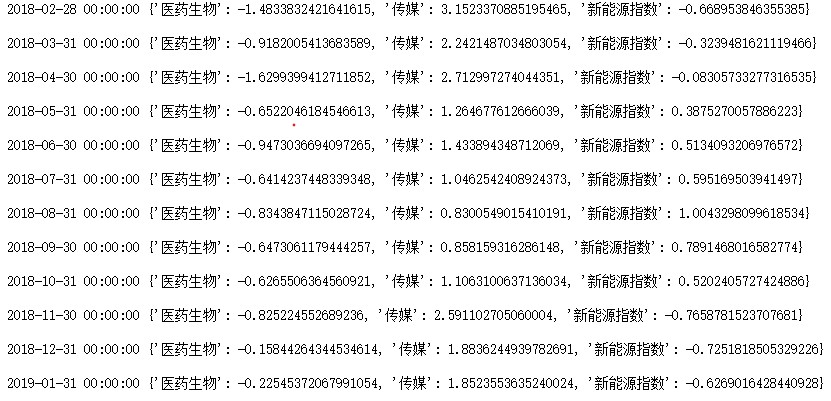 2018-02-28 00:00:00 {'医药生物': -1.4833832421641615, '传媒': 3.1523370885195465, '新能源指数': -0.668953846355385}
2018-03-31 00:00:00 {'医药生物': -0.9182005413683589, '传媒': 2.2421487034803054, '新能源指数': -0.3239481621119466}
2018-04-30 00:00:00 {'医药生物': -1.6299399412711852, '传媒': 2.712997274044351, '新能源指数': -0.08305733277316535}
2018-05-31 00:00:00 {'医药生物': -0.6522046184546613, '传媒': 1.264677612666039, '新能源指数': 0.3875270057886223}
2018-06-30 00:00:00 {'医药生物': -0.9473036694097265, '传媒': 1.433894348712069, '新能源指数': 0.5134093206976572}
2018-07-31 00:00:00 {'医药生物': -0.6414237448339348, '传媒': 1.0462542408924373, '新能源指数': 0.595169503941497}
2018-08-31 00:00:00 {'医药生物': -0.8343847115028724, '传媒': 0.8300549015410191, '新能源指数': 1.0043298099618534}
2018-09-30 00:00:00 {'医药生物': -0.6473061179444257, '传媒': 0.858159316286148, '新能源指数': 0.7891468016582774}
2018-10-31 00:00:00 {'医药生物': -0.6265506364560921, '传媒': 1.1063100637136034, '新能源指数': 0.5202405727424886}
2018-11-30 00:00:00 {'医药生物': -0.825224552689236, '传媒': 2.591102705060004, '新能源指数': -0.7658781523707681}
2018-12-31 00:00:00 {'医药生物': -0.15844264344534614, '传媒': 1.8836244939782691, '新能源指数': -0.7251818505329226}
2019-01-31 00:00:00 {'医药生物': -0.22545372067991054, '传媒': 1.8523553635240024, '新能源指数': -0.6269016428440928}